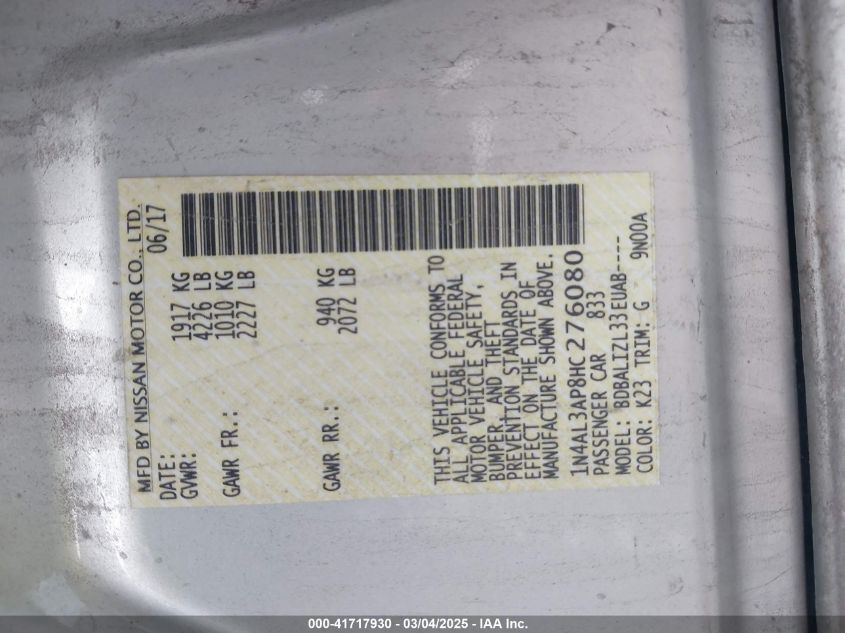 MFD BY NISSAN MOTOR CO., LTD.
DATE: 06/17
GVWR: 1917 KG
4226 LB
GAWR FR.: 1010 KG
2227 LB
GAWR RR.: 940 KG
2072 LB
THIS VEHICLE CONFORMS TO
ALL APPLICABLE FEDERAL
MOTOR VEHICLE SAFETY,
BUMPER, AND THEFT
PREVENTION STANDARDS IN
EFFECT ON THE DATE OF
MANUFACTURE SHOWN ABOVE.
1N4AL3AP8HC276080
PASSENGER CAR 833
MODEL: BDBALIZL33EUAB----
COLOR: K23 TRIM: G 9N00A
000-41717930 - 03/04/2025 - IAA Inc.